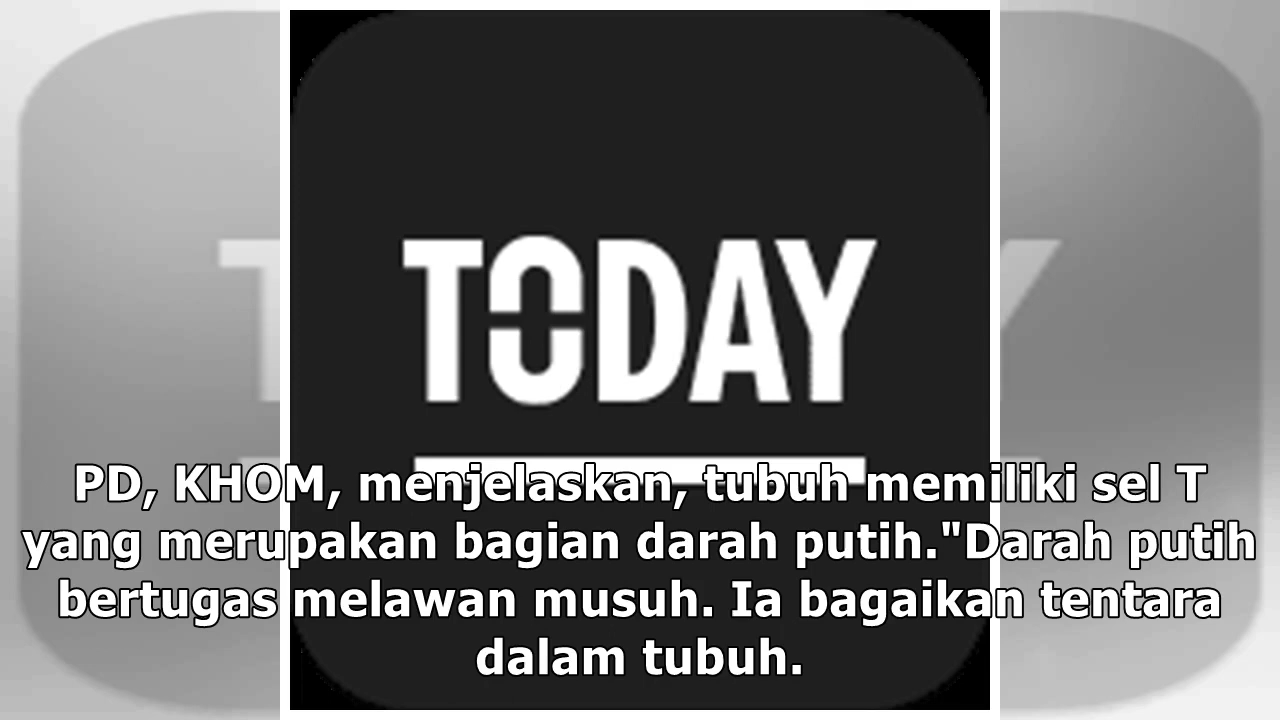 TODAY
PD, KHOM, menjelaskan, tubuh memiliki sel T
yang merupakan bagian darah putih."Darah putih
bertugas melawan musuh. Ia bagaikan tentara
dalam tubuh.